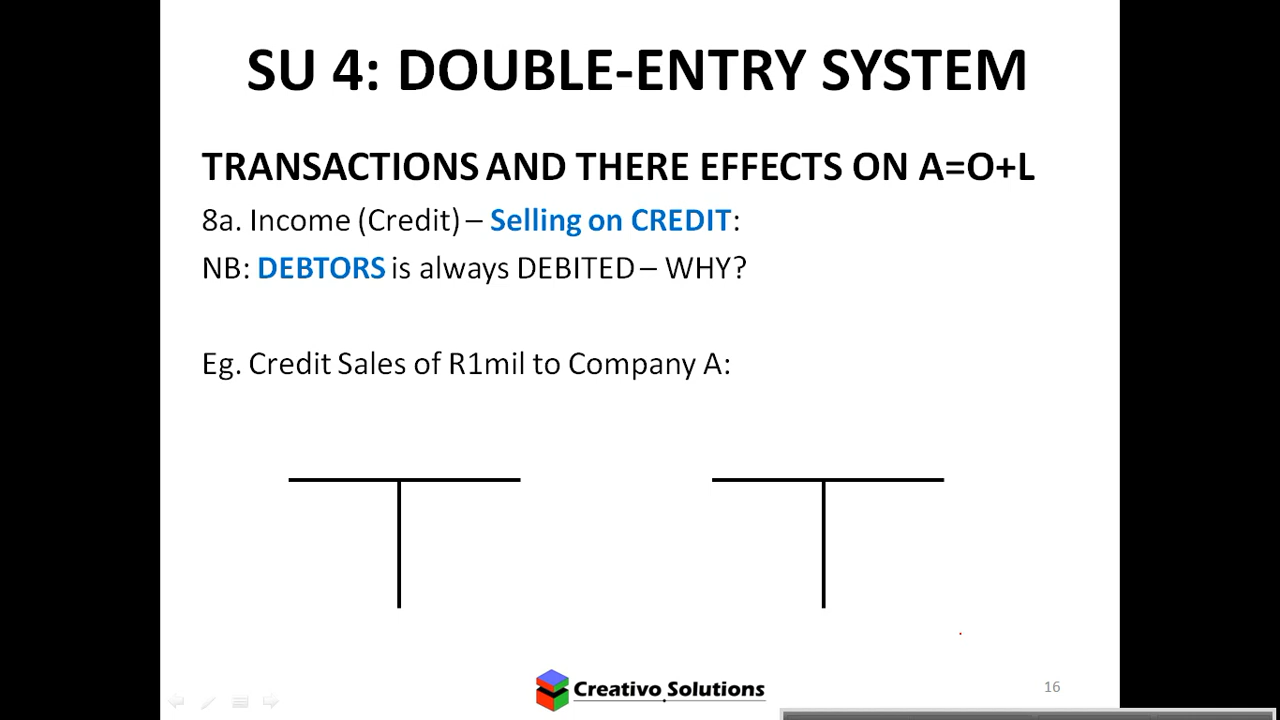 SU 4: DOUBLE-ENTRY SYSTEM
TRANSACTIONS AND THERE EFFECTS ON A=O+L
8a. Income (Credit) – Selling on CREDIT:
NB: DEBTORS is always DEBITED – WHY?
Eg. Credit Sales of R1mil to Company A:
Creativo Solutions
16